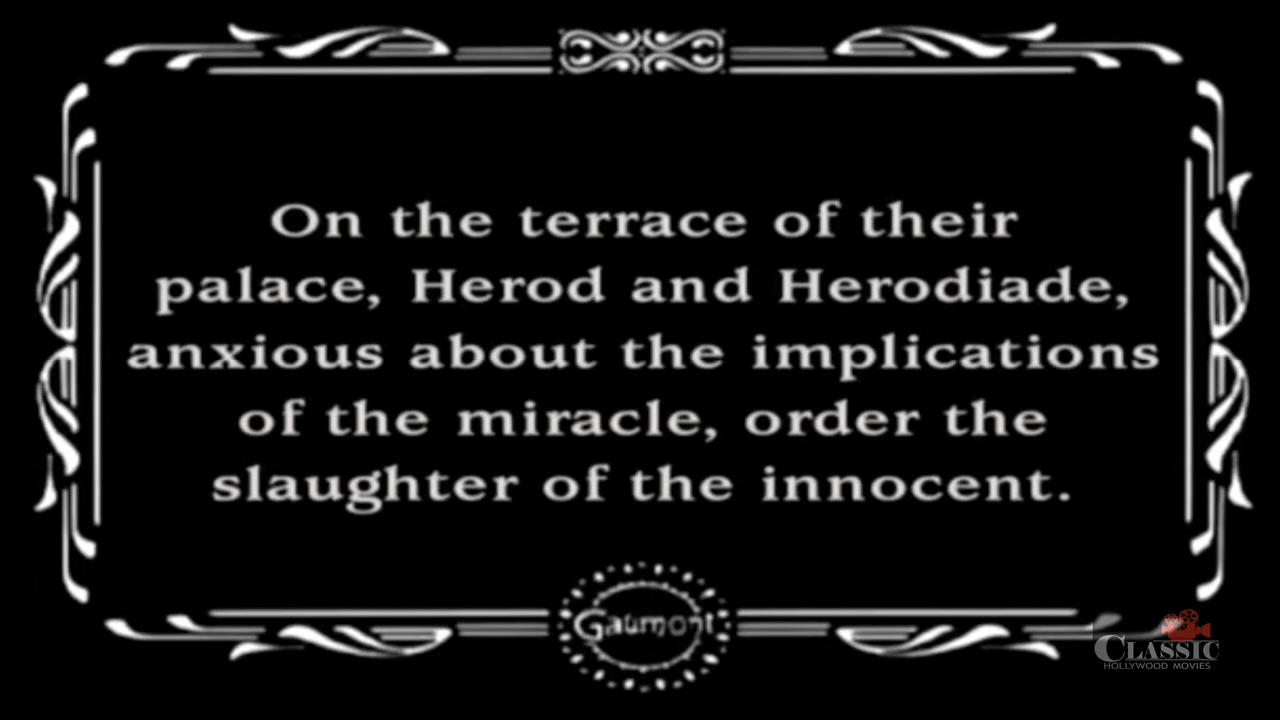 On the terrace of their
palace, Herod and Herodiade,
anxious about the implications
of the miracle, order the
slaughter of the innocent.
Gaumont
CLASSIC
HOLLYWOOD MOVIES